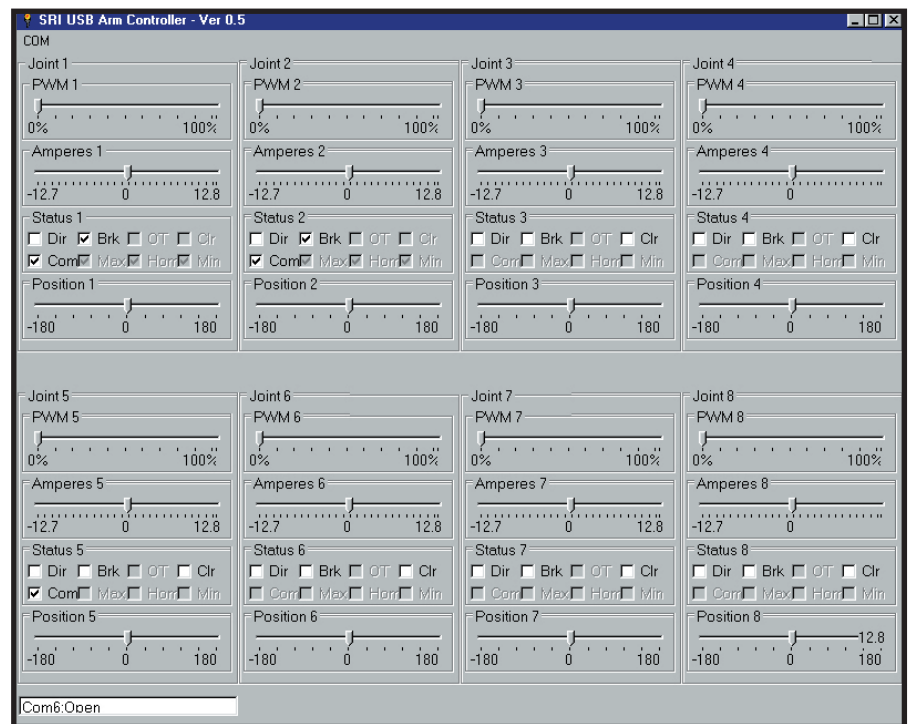 SRI USB Arm Controller - Ver 0.5
COM
Joint 1 Joint 2 Joint 3 Joint 4
PWM 1 PWM 2 PWM 3 PWM 4
0% 100% 0% 100% 0% 100% 0% 100%
Amperes 1 Amperes 2 Amperes 3 Amperes 4
-12.7 0 12.8 -12.7 0 12.8 -12.7 0 12.8 -12.7 0
Status 1 Status 2 Status 3 Status 4
Dir Brk OT Clr Dir Brk OT Clr Dir Brk OT Clr Dir Brk OT Clr
Com Max Hom Min Com Max Hom Min Com Max Hom Min Com Max Hom Min
Position 1 Position 2 Position 3 Position 4
-180 0 180 -180 0 180 -180 0 180 -180 0 180
Joint 5 Joint 6 Joint 7 Joint 8
PWM 5 PWM 6 PWM 7 PWM 8
0% 100% 0% 100% 0% 100% 0% 100%
Amperes 5 Amperes 6 Amperes 7 Amperes 8
-12.7 0 12.8 -12.7 0 12.8 -12.7 0 12.8 -12.7 0
Status 5 Status 6 Status 7 Status 8
Dir Brk OT Clr Dir Brk OT Clr Dir Brk OT Clr Dir Brk OT Clr
Com Max Hom Min Com Max Hom Min Com Max Hom Min Com Max Hom Min
Position 5 Position 6 Position 7 Position 8
12.8
-180 0 180 -180 0 180 -180 0 180 -180 0 180
Com6:Open